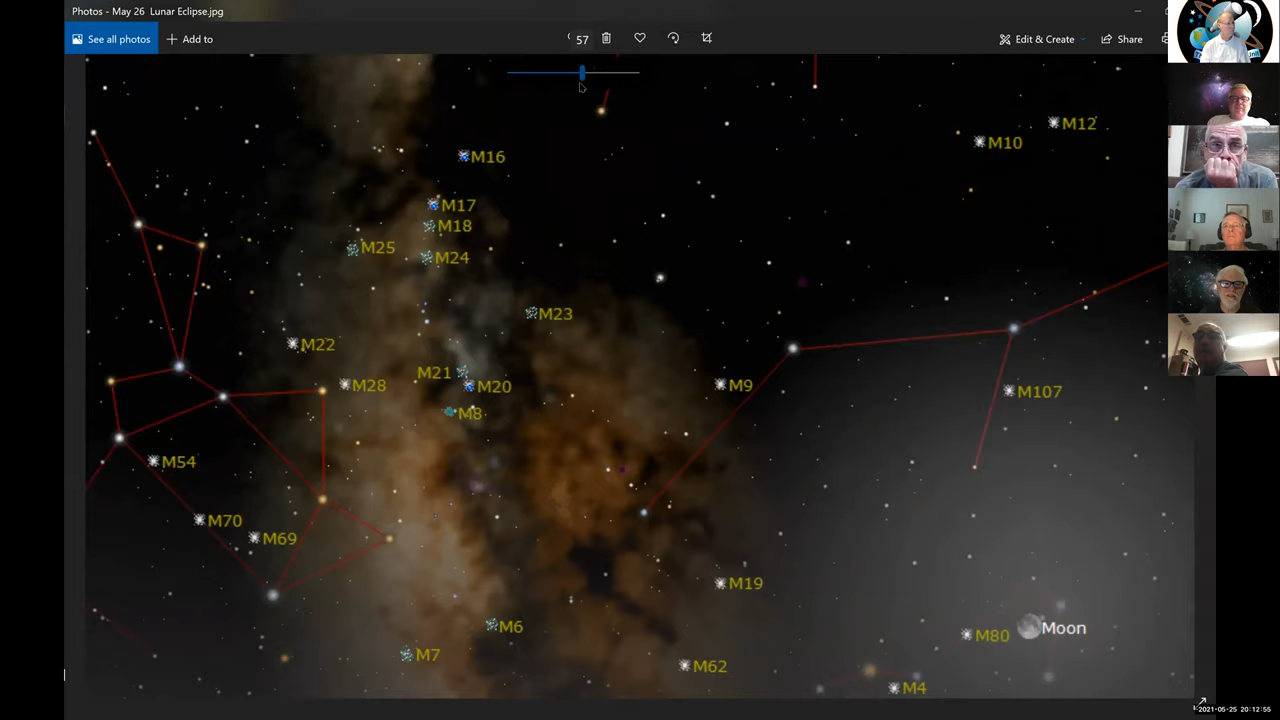 Photos - May 26 Lunar Eclipse.jpg
See all photos
Add to
57
Edit & Create
Share
M12
M10
M16
M17
M18
M25
M24
M23
M22
M21
M20
M28
M9
M107
M8
M54
M70
M69
M19
M6
M80
Moon
M7
M62
M4
2021-05-25 20:12:55